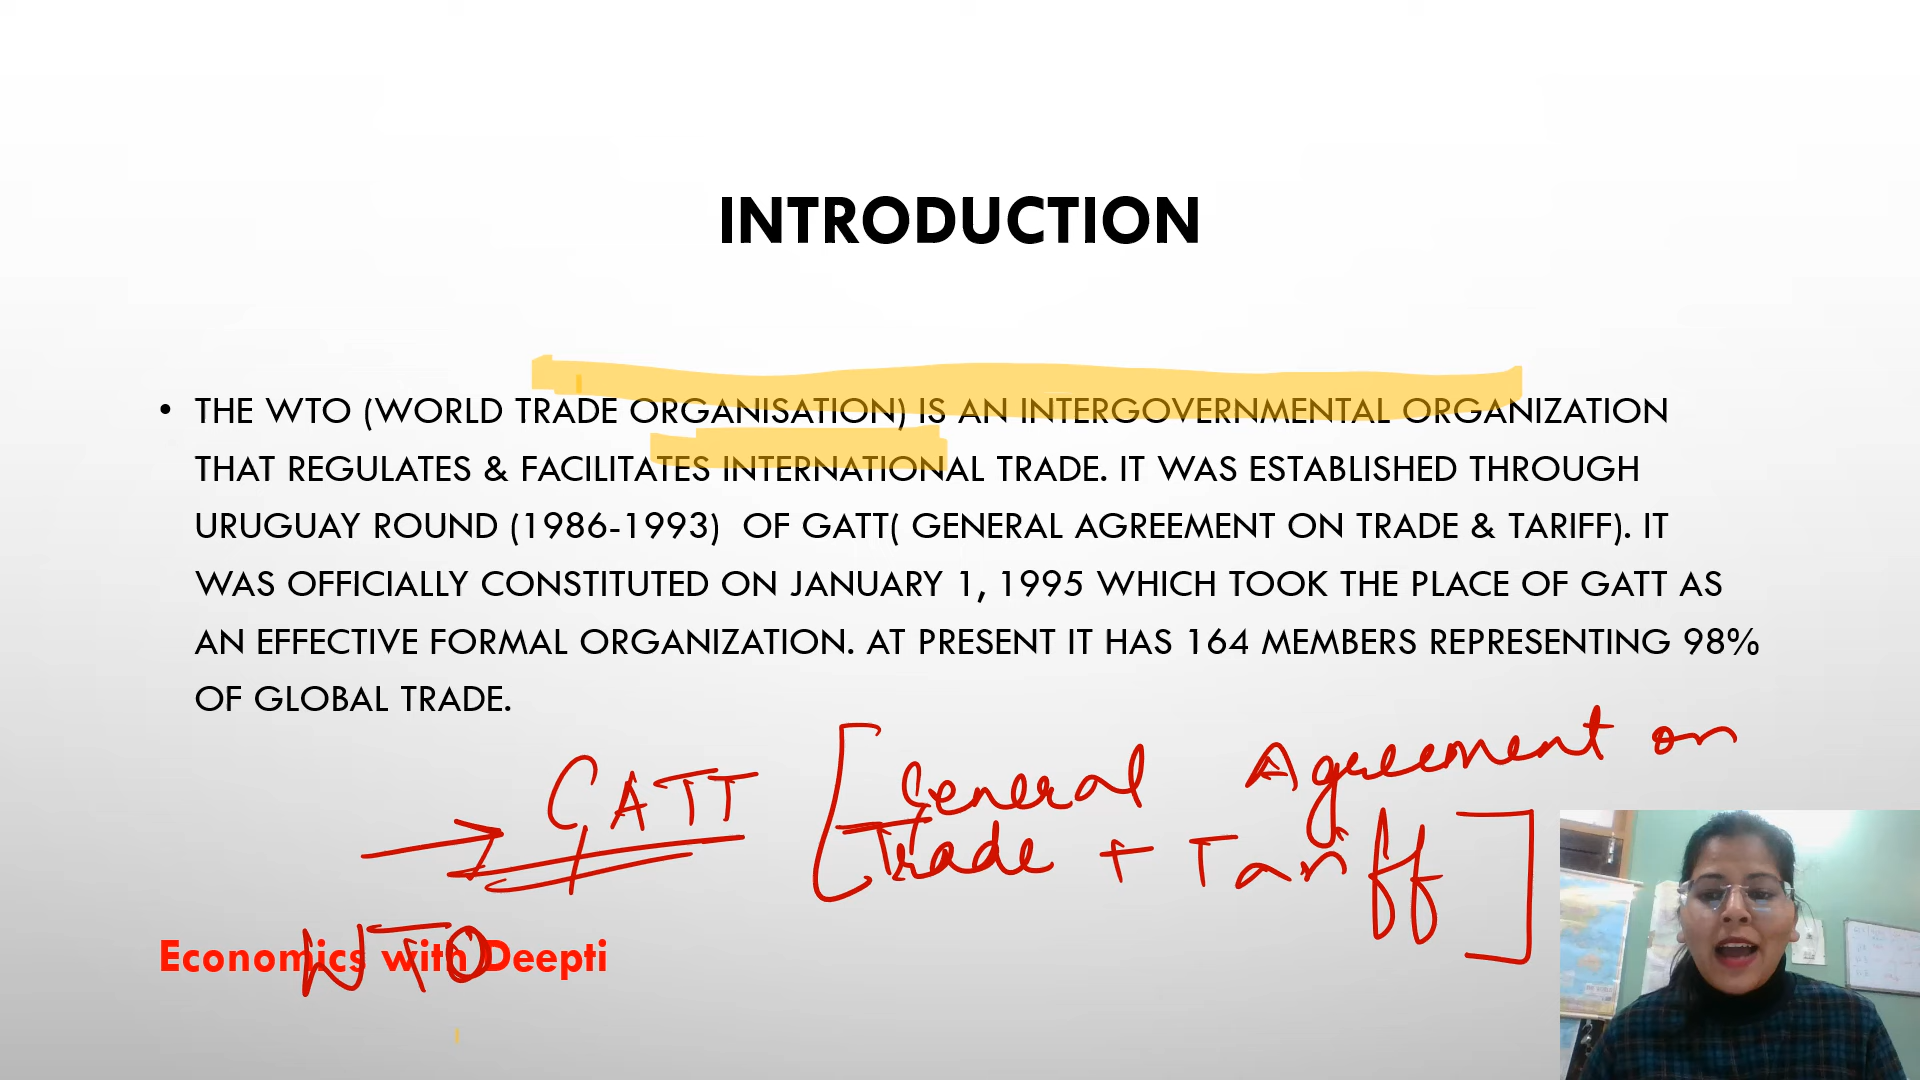 INTRODUCTION
• THE WTO (WORLD TRADE ORGANISATION) IS AN INTERGOVERNMENTAL ORGANIZATION
THAT REGULATES & FACILITATES INTERNATIONAL TRADE. IT WAS ESTABLISHED THROUGH
URUGUAY ROUND (1986-1993) OF GATT( GENERAL AGREEMENT ON TRADE & TARIFF). IT
WAS OFFICIALLY CONSTITUTED ON JANUARY 1, 1995 WHICH TOOK THE PLACE OF GATT AS
AN EFFECTIVE FORMAL ORGANIZATION. AT PRESENT IT HAS 164 MEMBERS REPRESENTING 98%
OF GLOBAL TRADE.
GATT [General Agreement on
Trade + Tariff]
WTO
Economics with Deepti